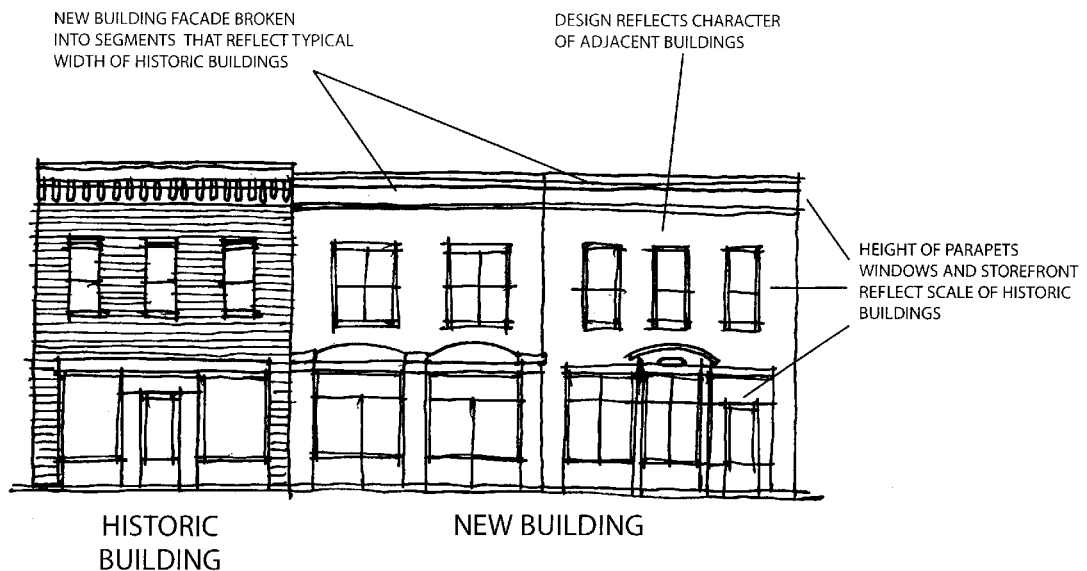 NEW BUILDING FACADE BROKEN
INTO SEGMENTS THAT REFLECT TYPICAL
WIDTH OF HISTORIC BUILDINGS
DESIGN REFLECTS CHARACTER
OF ADJACENT BUILDINGS
HEIGHT OF PARAPETS
WINDOWS AND STOREFRONT
REFLECT SCALE OF HISTORIC
BUILDINGS
HISTORIC
BUILDING
NEW BUILDING